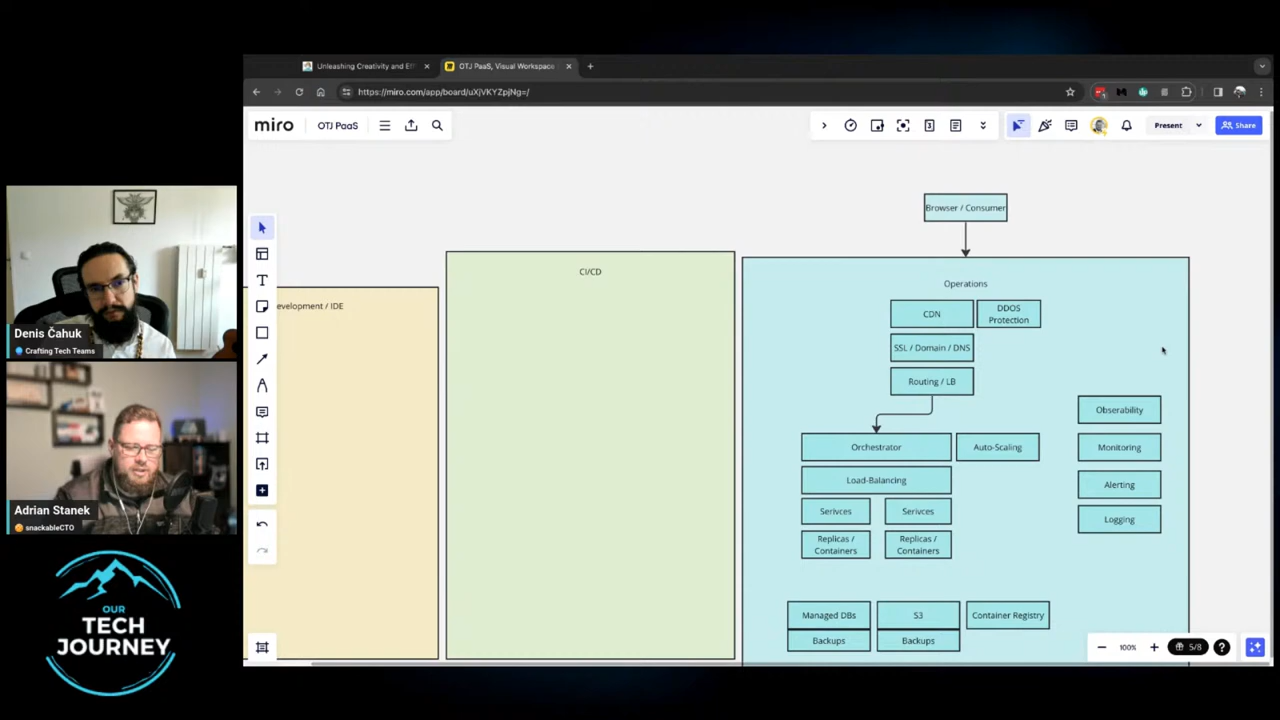 Unleashing Creativity and Ef
OTJ PaaS, Visual Workspace
https://miro.com/app/board/uXjVKYZpjNg=/
miro
OTJ PaaS
Present
Share
Browser / Consumer
evelopment / IDE
CI/CD
Operations
CDN
DDOS
Protection
SSL / Domain / DNS
Routing / LB
Orchestrator
Auto-Scaling
Load-Balancing
Serivces
Serivces
Replicas /
Containers
Replicas /
Containers
Obserability
Monitoring
Alerting
Logging
Managed DBs
S3
Container Registry
Backups
Backups
100%
5/8
Denis Čahuk
Crafting Tech Teams
Adrian Stanek
snackableCTO
OUR
TECH
JOURNEY